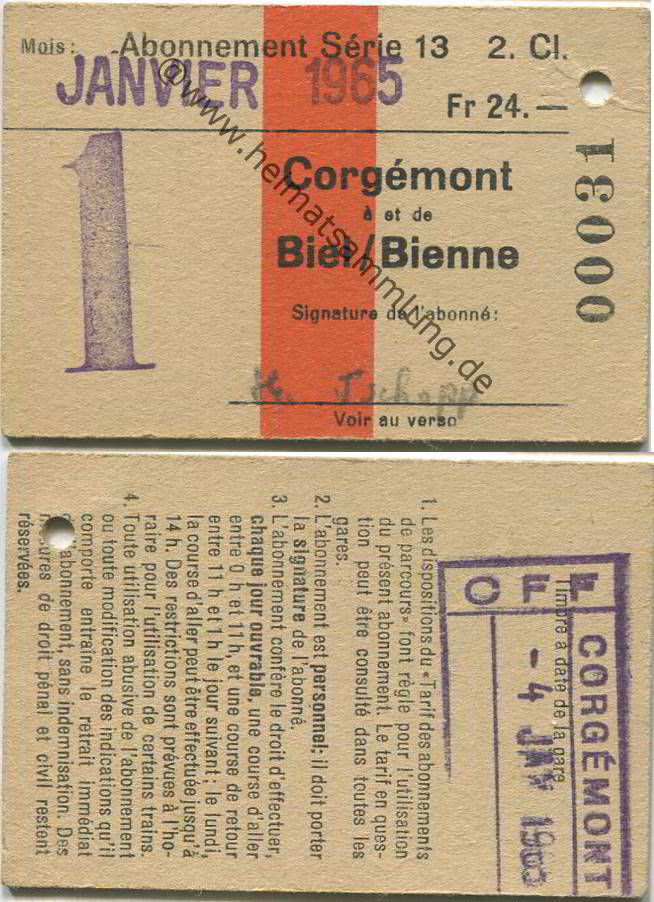 Mois: Abonnement Série 13 2. Cl.
JANVIER 1965
Fr 24.—
1
Corgémont
à et de
Biel/Bienne
00031
Signature de l'abonné:
Voir au verso
@www.heimatsammlung.de
1. Les dispositions du «Tarif des abonnements
de parcours» font règle pour l'utilisation
du présent abonnement. Le tarif en ques-
tion peut être consulté dans toutes les
gares.
2. L'abonnement est personnel; il doit porter
la signature de l'abonné.
3. L'abonnement confère le droit d'effectuer,
chaque jour ouvrable, une course d'aller
entre 0 h et 11 h, et une course de retour
entre 11 h et 1 h le jour suivant; le lundi,
la course d'aller peut être effectuée jusqu'à
14 h. Des restrictions sont prévues à l'ho-
raire pour l'utilisation de certains trains.
4. Toute utilisation abusive de l'abonnement
ou toute modification des indications qu'il
comporte entraîne le retrait immédiat
l'abonnement, sans indemnisation. Des
mesures de droit pénal et civil restent
réservées.
Timbre à date de la gare
CORGÉMONT
- 4 JAN 1965